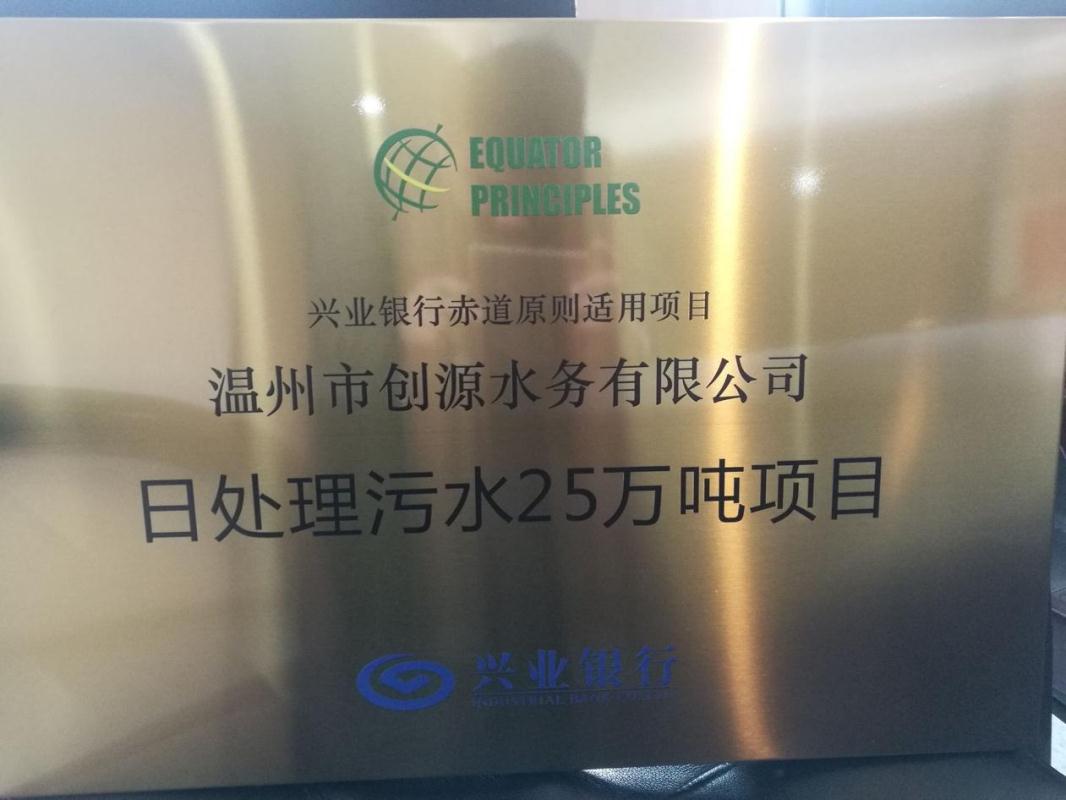 EQUATOR
PRINCIPLES
兴业银行赤道原则适用项目
温州市创源水务有限公司
日处理污水25万吨项目
兴业银行
INDUSTRIAL BANK